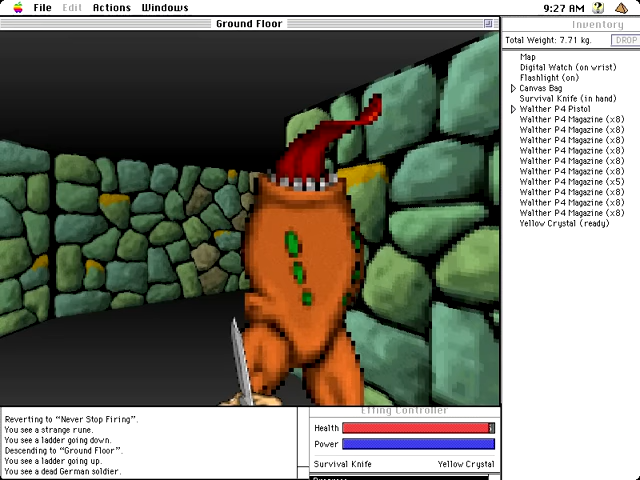 File Edit Actions Windows 9:27 AM
Ground Floor
Inventory
Total Weight: 7.71 kg. DROP
Map
Digital Watch (on wrist)
Flashlight (on)
Canvas Bag
Survival Knife (in hand)
Walther P4 Pistol
Walther P4 Magazine (x8)
Walther P4 Magazine (x8)
Walther P4 Magazine (x8)
Walther P4 Magazine (x8)
Walther P4 Magazine (x8)
Walther P4 Magazine (x8)
Walther P4 Magazine (x5)
Walther P4 Magazine (x8)
Walther P4 Magazine (x8)
Walther P4 Magazine (x8)
Yellow Crystal (ready)
Reverting to “Never Stop Firing”.
You see a strange rune.
You see a ladder going down.
Descending to “Ground Floor”.
You see a ladder going up.
You see a dead German soldier.
Effing Controller
Health
Power
Survival Knife Yellow Crystal